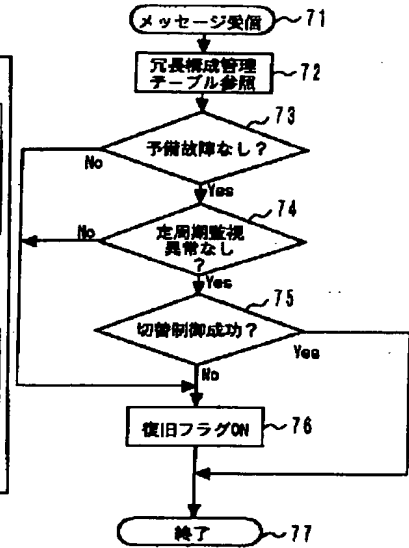 メッセージ受信
71
冗長構成管理
テーブル参照
72
73
予備故障なし?
No
Yes
74
定周期監視
異常なし
?
No
Yes
75
切替制御成功?
Yes
No
復旧フラグON
76
終了
77